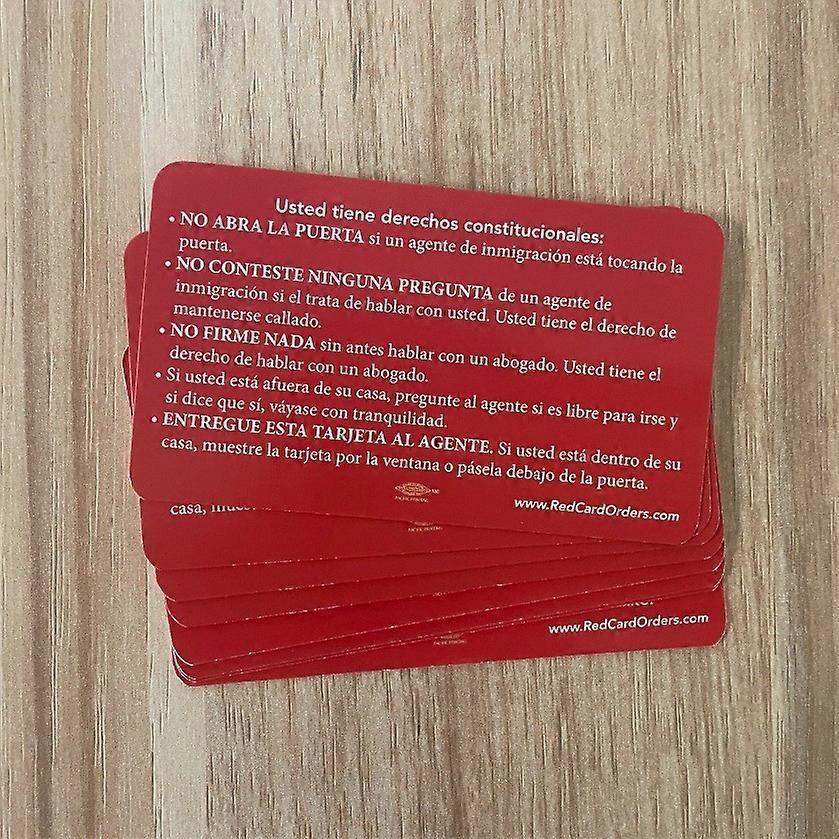 Usted tiene derechos constitucionales:
• NO ABRA LA PUERTA si un agente de inmigración está tocando la
puerta.
• NO CONTESTE NINGUNA PREGUNTA de un agente de
inmigración si el trata de hablar con usted. Usted tiene el derecho de
mantenerse callado.
• NO FIRME NADA sin antes hablar con un abogado. Usted tiene el
derecho de hablar con un abogado.
• Si usted está afuera de su casa, pregunte al agente si es libre para irse y
si dice que sí, váyase con tranquilidad.
• ENTREGUE ESTA TARJETA AL AGENTE. Si usted está dentro de su
casa, muestre la tarjeta por la ventana o pásela debajo de la puerta.
PACIFIC PRINTING
www.RedCardOrders.com
casa,
www.RedCardOrders.com